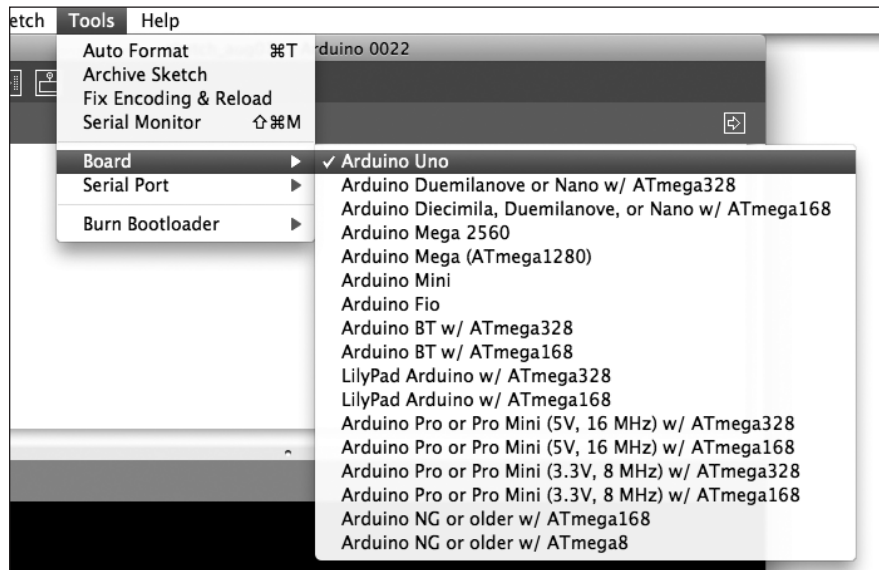 etch Tools Help
rduino 0022
Auto Format ⌘T
Archive Sketch
Fix Encoding & Reload
Serial Monitor ⇧⌘M
Board ▶
Serial Port ▶
Burn Bootloader ▶
✓ Arduino Uno
Arduino Duemilanove or Nano w/ ATmega328
Arduino Diecimila, Duemilanove, or Nano w/ ATmega168
Arduino Mega 2560
Arduino Mega (ATmega1280)
Arduino Mini
Arduino Fio
Arduino BT w/ ATmega328
Arduino BT w/ ATmega168
LilyPad Arduino w/ ATmega328
LilyPad Arduino w/ ATmega168
Arduino Pro or Pro Mini (5V, 16 MHz) w/ ATmega328
Arduino Pro or Pro Mini (5V, 16 MHz) w/ ATmega168
Arduino Pro or Pro Mini (3.3V, 8 MHz) w/ ATmega328
Arduino Pro or Pro Mini (3.3V, 8 MHz) w/ ATmega168
Arduino NG or older w/ ATmega168
Arduino NG or older w/ ATmega8